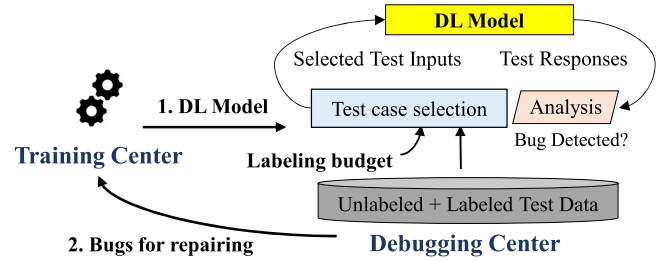 DL Model
Selected Test Inputs
Test Responses
1. DL Model
Test case selection
Analysis
Bug Detected?
Training Center
Labeling budget
Unlabeled + Labeled Test Data
2. Bugs for repairing
Debugging Center